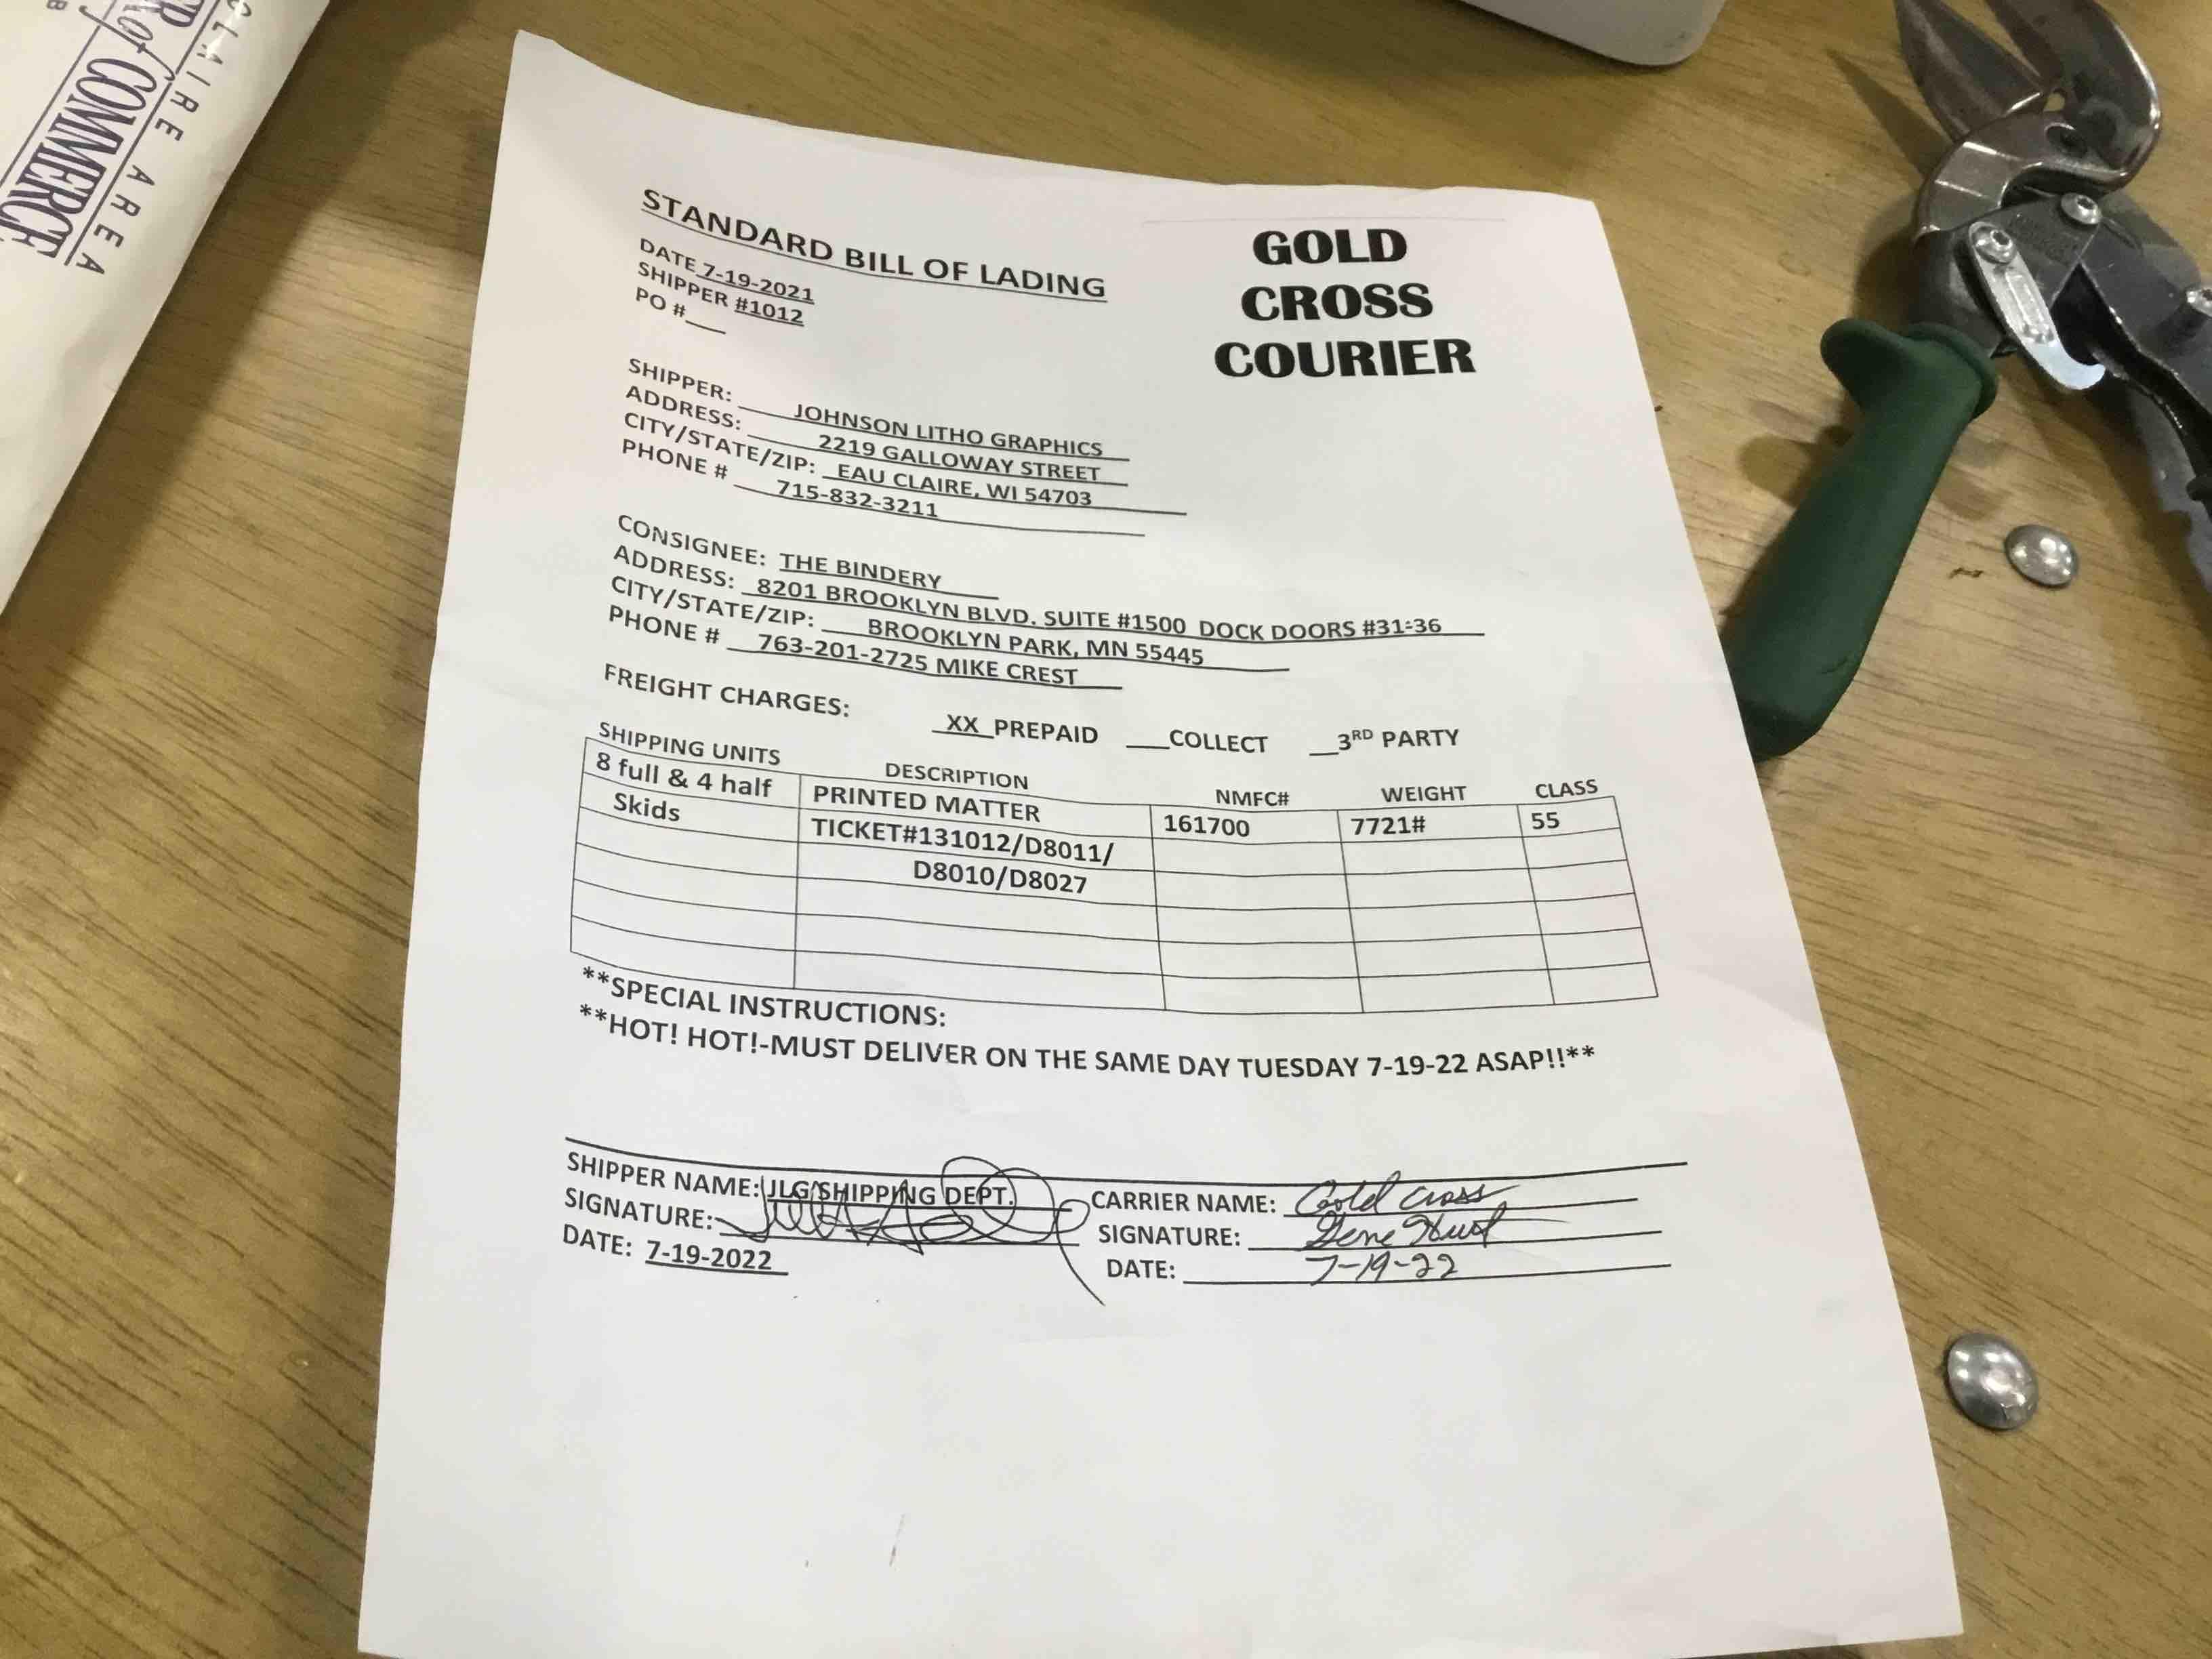 CLAIRE AREA
of COMMERCE
STANDARD BILL OF LADING
GOLD
CROSS
COURIER
DATE 7-19-2021
SHIPPER #1012
PO #___
SHIPPER: JOHNSON LITHO GRAPHICS
ADDRESS: 2219 GALLOWAY STREET
CITY/STATE/ZIP: EAU CLAIRE, WI 54703
PHONE # 715-832-3211
CONSIGNEE: THE BINDERY
ADDRESS: 8201 BROOKLYN BLVD. SUITE #1500 DOCK DOORS #31-36
CITY/STATE/ZIP: BROOKLYN PARK, MN 55445
PHONE # 763-201-2725 MIKE CREST
FREIGHT CHARGES: _XX_PREPAID ___COLLECT __3RD PARTY
SHIPPING UNITS DESCRIPTION NMFC# WEIGHT CLASS
8 full & 4 half PRINTED MATTER 161700 7721# 55
Skids TICKET#131012/D8011/
D8010/D8027
**SPECIAL INSTRUCTIONS:
**HOT! HOT!-MUST DELIVER ON THE SAME DAY TUESDAY 7-19-22 ASAP!!**
SHIPPER NAME: JLG/SHIPPING DEPT. CARRIER NAME: Gold Cross
SIGNATURE: SIGNATURE: Gene
DATE: 7-19-2022 DATE: 7-19-22